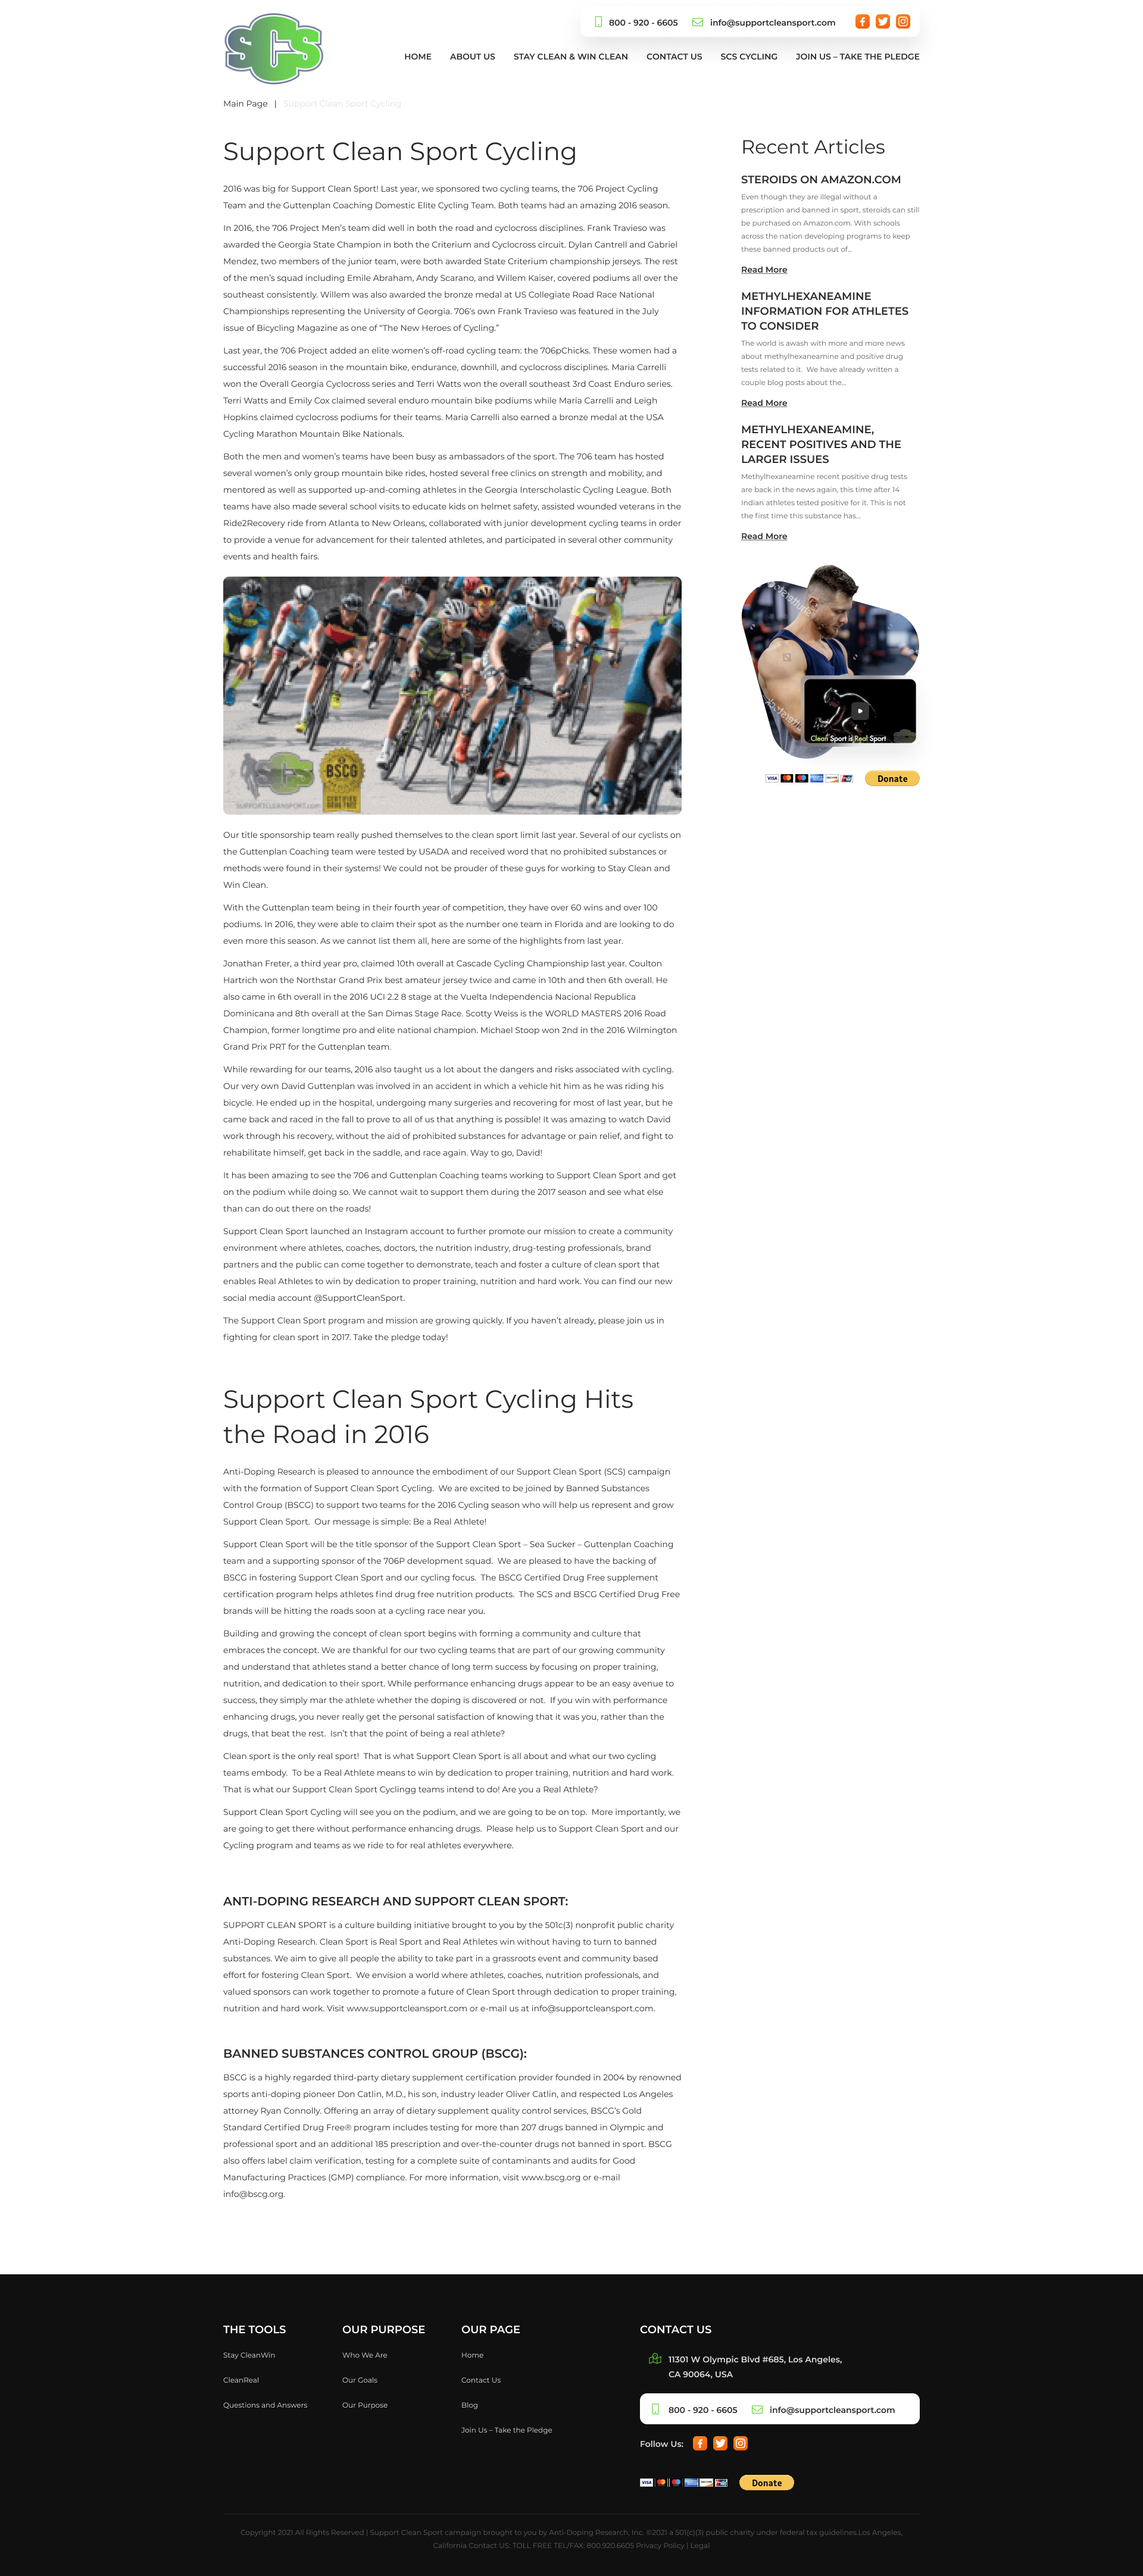 SCS
800 - 920 - 6605 info@supportcleansport.com
HOME ABOUT US STAY CLEAN & WIN CLEAN CONTACT US SCS CYCLING JOIN US – TAKE THE PLEDGE
Main Page | Support Clean Sport Cycling
Support Clean Sport Cycling
2016 was big for Support Clean Sport! Last year, we sponsored two cycling teams, the 706 Project Cycling
Team and the Guttenplan Coaching Domestic Elite Cycling Team. Both teams had an amazing 2016 season.
In 2016, the 706 Project Men’s team did well in both the road and cyclocross disciplines. Frank Travieso was
awarded the Georgia State Champion in both the Criterium and Cyclocross circuit. Dylan Cantrell and Gabriel
Mendez, two members of the junior team, were both awarded State Criterium championship jerseys. The rest
of the men’s squad including Emile Abraham, Andy Scarano, and Willem Kaiser, covered podiums all over the
southeast consistently. Willum was also awarded the bronze medal at US Collegiate Road Race National
Championships representing the University of Georgia. 706’s own Frank Travieso was featured in the July
issue of Bicycling Magazine as one of “The New Heroes of Cycling.”
Last year, the 706 Project added an elite women’s off-road cycling team: the 706pChicks. These women had a
successful 2016 season in the mountain bike, endurance, downhill, and cyclocross disciplines. Maria Carrelli
won the Overall Georgia Cyclocross series and Terri Watts won the overall southeast 3rd Coast Enduro series.
Terri Watts and Emily Cox claimed several enduro mountain bike podiums while Maria Carrelli and Leigh
Hopkins claimed cyclocross podiums for their teams. Maria Carrelli also earned a bronze medal at the USA
Cycling Marathon Mountain Bike Nationals.
Both the men and women’s teams have been busy as ambassadors of the sport. The 706 team has hosted
several women’s only group mountain bike rides, hosted several free clinics on strength and mobility, and
mentored as well as supported up-and-coming athletes in the Georgia Interscholastic Cycling League. Both
teams have also made several school visits to educate kids on helmet safety, assisted wounded veterans in the
Ride2Recovery ride from Atlanta to New Orleans, collaborated with junior development cycling teams in order
to provide a venue for advancement for their talented athletes, and participated in several other community
events and health fairs.
SCS
BSCG
SUPPORTCLEANSPORT.COM
Our title sponsorship team really pushed themselves to the clean sport limit last year. Several of our cyclists on
the Guttenplan Coaching team were tested by USADA and received word that no prohibited substances or
methods were found in their systems! We could not be prouder of these guys for working to Stay Clean and
Win Clean.
With the Guttenplan team being in their fourth year of competition, they have over 60 wins and over 100
podiums. In 2016, they were able to claim their spot as the number one team in Florida and are looking to do
even more this season. As we cannot list them all, here are some of the highlights from last year.
Jonathan Freter, a third year pro, claimed 10th overall at Cascade Cycling Championship last year. Coulton
Hartrich won the Northstar Grand Prix best amateur jersey twice and came in 10th and then 6th overall. He
also came in 6th overall in the 2016 UCI 2.2 8 stage at the Vuelta Independencia Nacional Republica
Dominicana and 8th overall at the San Dimas Stage Race. Scotty Weiss is the WORLD MASTERS 2016 Road
Champion, former longtime pro and elite national champion. Michael Stoop won 2nd in the 2016 Wilmington
Grand Prix PRT for the Guttenplan team.
While rewarding for our teams, 2016 also taught us a lot about the dangers and risks associated with cycling.
Our very own David Guttenplan was involved in an accident in which a vehicle hit him as he was riding his
bicycle. He ended up in the hospital, undergoing many surgeries and recovering for most of last year, but he
came back and raced in the fall to prove to all of us that anything is possible! It was amazing to watch David
work through his recovery, without the aid of prohibited substances for advantage or pain relief, and fight to
rehabilitate himself, get back in the saddle, and race again. Way to go, David!
It has been amazing to see the 706 and Guttenplan Coaching teams working to Support Clean Sport and get
on the podium while doing so. We cannot wait to support them during the 2017 season and see what else
than can do out there on the roads!
Support Clean Sport launched an Instagram account to further promote our mission to create a community
environment where athletes, coaches, doctors, the nutrition industry, drug-testing professionals, brand
partners and the public can come together to demonstrate, teach and foster a culture of clean sport that
enables Real Athletes to win by dedication to proper training, nutrition and hard work. You can find our new
social media account @SupportCleanSport.
The Support Clean Sport program and mission are growing quickly. If you haven’t already, please join us in
fighting for clean sport in 2017. Take the pledge today!
Support Clean Sport Cycling Hits
the Road in 2016
Anti-Doping Research is pleased to announce the embodiment of our Support Clean Sport (SCS) campaign
with the formation of Support Clean Sport Cycling. We are excited to be joined by Banned Substances
Control Group (BSCG) to support two teams for the 2016 Cycling season who will help us represent and grow
Support Clean Sport. Our message is simple: Be a Real Athlete!
Support Clean Sport will be the title sponsor of the Support Clean Sport – Sea Sucker – Guttenplan Coaching
team and a supporting sponsor of the 706P development squad. We are pleased to have the backing of
BSCG in fostering Support Clean Sport and our cycling focus. The BSCG Certified Drug Free supplement
certification program helps athletes find drug free nutrition products. The SCS and BSCG Certified Drug Free
brands will be hitting the roads soon at a cycling race near you.
Building and growing the concept of clean sport begins with forming a community and culture that
embraces the concept. We are thankful for our two cycling teams that are part of our growing community
and understand that athletes stand a better chance of long term success by focusing on proper training,
nutrition, and dedication to their sport. While performance enhancing drugs appear to be an easy avenue to
success, they simply mar the athlete whether the doping is discovered or not. If you win with performance
enhancing drugs, you never really get the personal satisfaction of knowing that it was you, rather than the
drugs, that beat the rest. Isn’t that the point of being a real athlete?
Clean sport is the only real sport! That is what Support Clean Sport is all about and what our two cycling
teams embody. To be a Real Athlete means to win by dedication to proper training, nutrition and hard work.
That is what our Support Clean Sport Cyclingg teams intend to do! Are you a Real Athlete?
Support Clean Sport Cycling will see you on the podium, and we are going to be on top. More importantly, we
are going to get there without performance enhancing drugs. Please help us to Support Clean Sport and our
Cycling program and teams as we ride to for real athletes everywhere.
ANTI-DOPING RESEARCH AND SUPPORT CLEAN SPORT:
SUPPORT CLEAN SPORT is a culture building initiative brought to you by the 501c(3) nonprofit public charity
Anti-Doping Research. Clean Sport is Real Sport and Real Athletes win without having to turn to banned
substances. We aim to give all people the ability to take part in a grassroots event and community based
effort for fostering Clean Sport. We envision a world where athletes, coaches, nutrition professionals, and
valued sponsors can work together to promote a future of Clean Sport through dedication to proper training,
nutrition and hard work. Visit www.supportcleansport.com or e-mail us at info@supportcleansport.com.
BANNED SUBSTANCES CONTROL GROUP (BSCG):
BSCG is a highly regarded third-party dietary supplement certification provider founded in 2004 by renowned
sports anti-doping pioneer Don Catlin, M.D., his son, industry leader Oliver Catlin, and respected Los Angeles
attorney Ryan Connolly. Offering an array of dietary supplement quality control services, BSCG’s Gold
Standard Certified Drug Free® program includes testing for more than 207 drugs banned in Olympic and
professional sport and an additional 185 prescription and over-the-counter drugs not banned in sport. BSCG
also offers label claim verification, testing for a complete suite of contaminants and audits for Good
Manufacturing Practices (GMP) compliance. For more information, visit www.bscg.org or e-mail
info@bscg.org.
Recent Articles
STEROIDS ON AMAZON.COM
Even though they are illegal without a
prescription and banned in sport, steroids can still
be purchased on Amazon.com. With schools
across the nation developing programs to keep
these banned products out of...
Read More
METHYLHEXANEAMINE
INFORMATION FOR ATHLETES
TO CONSIDER
The world is awash with more and more news
about methylhexaneamine and positive drug
tests related to it. We have already written a
couple blog posts about the...
Read More
METHYLHEXANEAMINE,
RECENT POSITIVES AND THE
LARGER ISSUES
Methylhexaneamine recent positive drug tests
are back in the news again, this time after 14
Indian athletes tested positive for it. This is not
the first time this substance has...
Read More
Clean Sport is Real Sport
VISA
Donate
THE TOOLS
Stay CleanWin
CleanReal
Questions and Answers
OUR PURPOSE
Who We Are
Our Goals
Our Purpose
OUR PAGE
Home
Contact Us
Blog
Join Us – Take the Pledge
CONTACT US
11301 W Olympic Blvd #685, Los Angeles,
CA 90064, USA
800 - 920 - 6605 info@supportcleansport.com
Follow Us:
VISA
Donate
Copyright 2021 All Rights Reserved | Support Clean Sport campaign brought to you by Anti-Doping Research, Inc. ©2021 a 501(c)(3) public charity under federal tax guidelines.Los Angeles,
California Contact US: TOLL FREE TEL/FAX: 800.920.6605 Privacy Policy | Legal